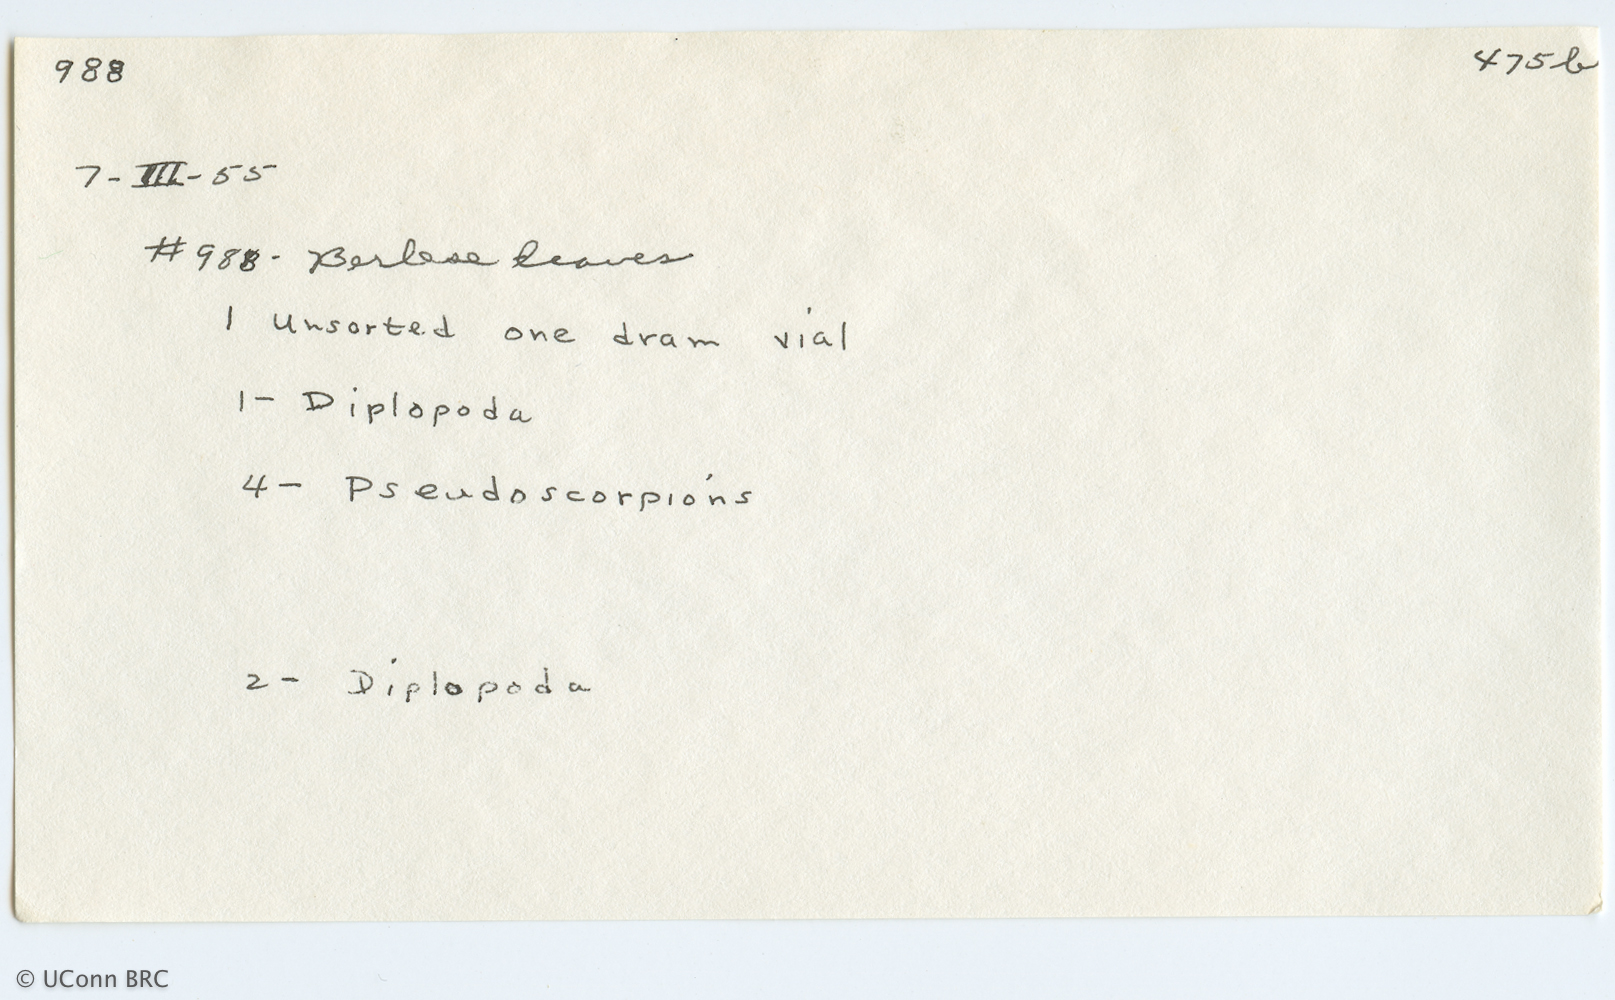 988 475b
7-III-55
#988- Berlese leaves
1 Unsorted one dram vial
1- Diplopoda
4- Pseudoscorpions
2- Diplopoda
© UConn BRC